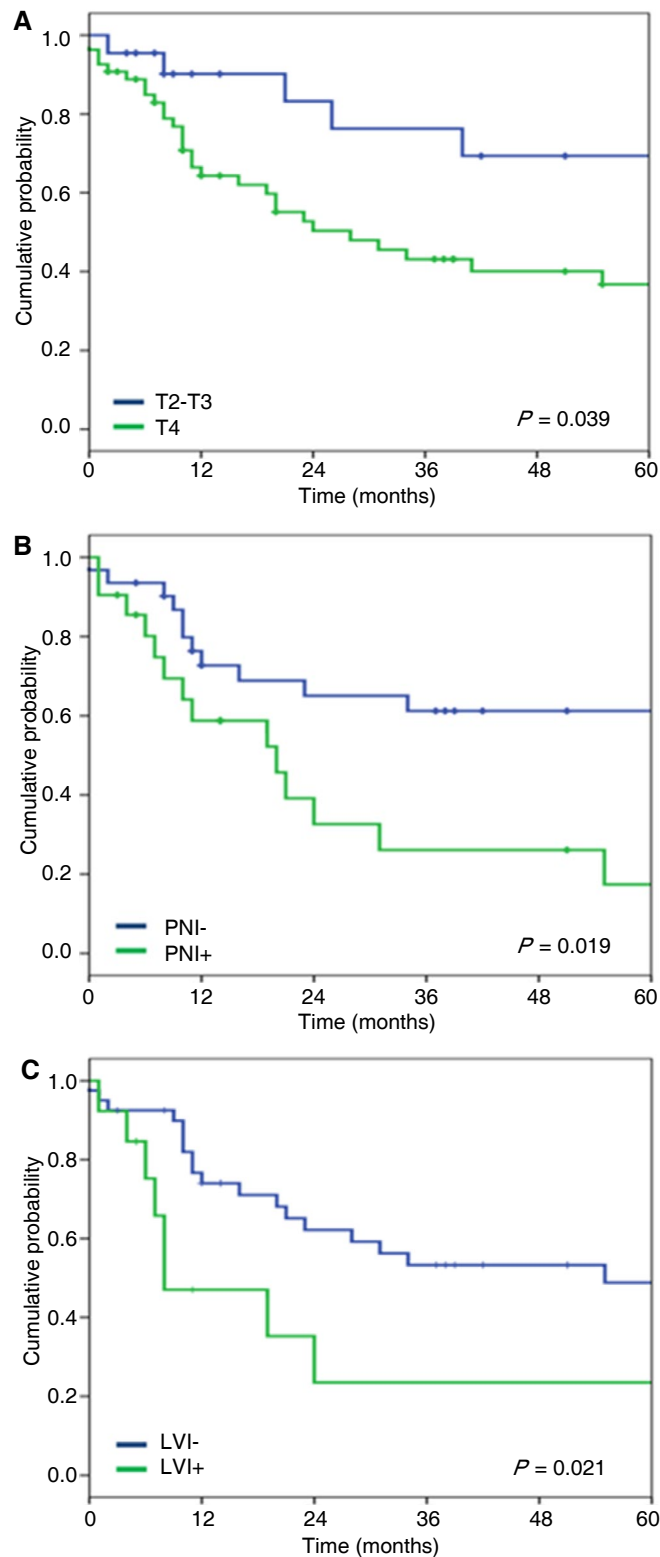 A
Cumulative probability
1.0
0.8
0.6
0.4
0.2
0.0
T2-T3
T4
P = 0.039
0 12 24 36 48 60
Time (months)
B
Cumulative probability
1.0
0.8
0.6
0.4
0.2
0.0
PNI-
PNI+
P = 0.019
0 12 24 36 48 60
Time (months)
C
Cumulative probability
1.0
0.8
0.6
0.4
0.2
0.0
LVI-
LVI+
P = 0.021
0 12 24 36 48 60
Time (months)